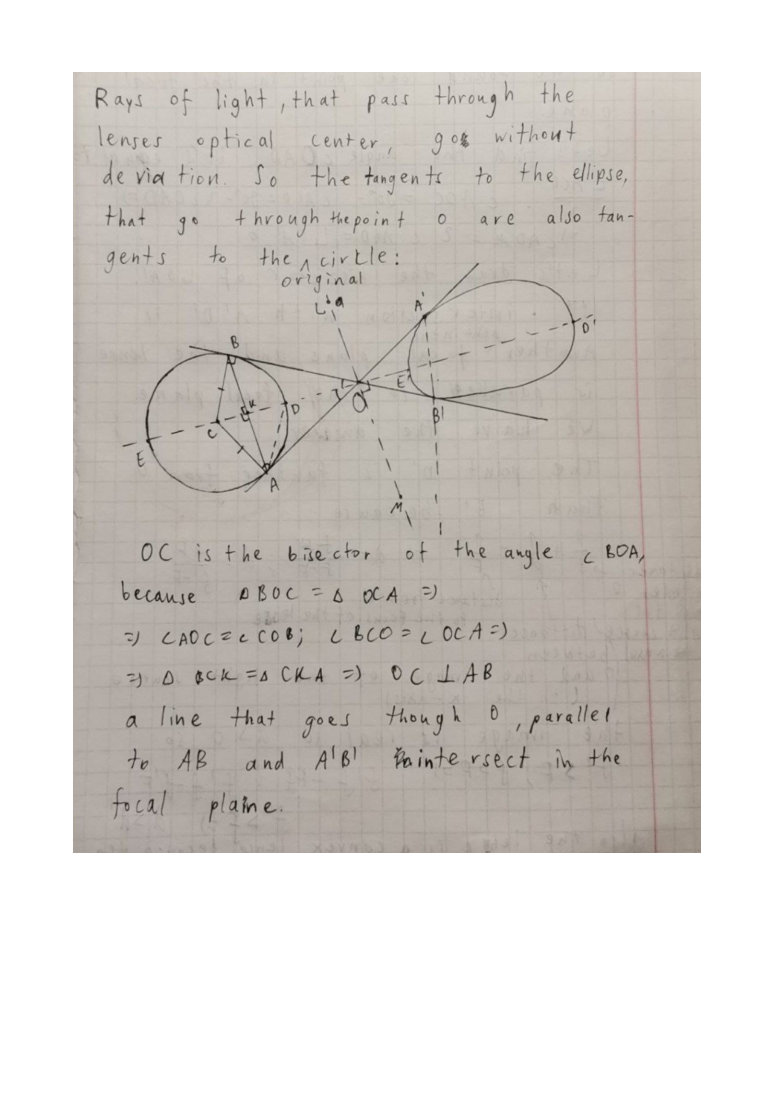 Rays of light, that pass through the
lenses optical center, go without
deviation. So the tangents to the ellipse,
that go through the point O are also tan-
gents to the circle:
original
a
A'
B
D'
E'
K
D
O
C
B'
E
A
M
OC is the bisector of the angle ∠BOA,
because ΔBOC = Δ OCA =>
=> ∠AOC = ∠COB; ∠BCO = ∠OCA =>
=> Δ BCK = Δ CKA => OC ⊥ AB
a line that goes though O, parallel
to AB and A'B' intersect in the
focal plane.